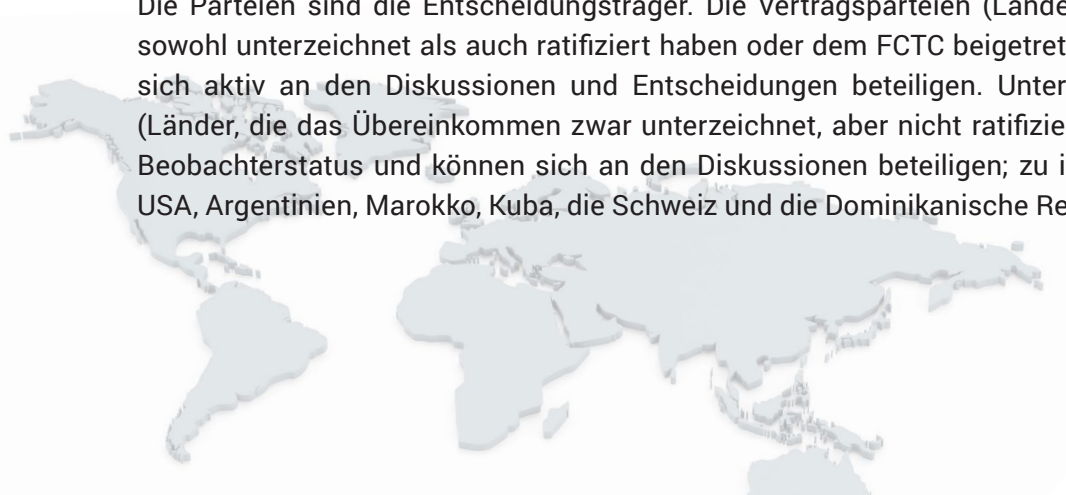 Die Parteien sind die Entscheidungsträger. Die Vertragsparteien (Lände
sowohl unterzeichnet als auch ratifiziert haben oder dem FCTC beigetret
sich aktiv an den Diskussionen und Entscheidungen beteiligen. Unter
(Länder, die das Übereinkommen zwar unterzeichnet, aber nicht ratifizie
Beobachterstatus und können sich an den Diskussionen beteiligen; zu i
USA, Argentinien, Marokko, Kuba, die Schweiz und die Dominikanische Re